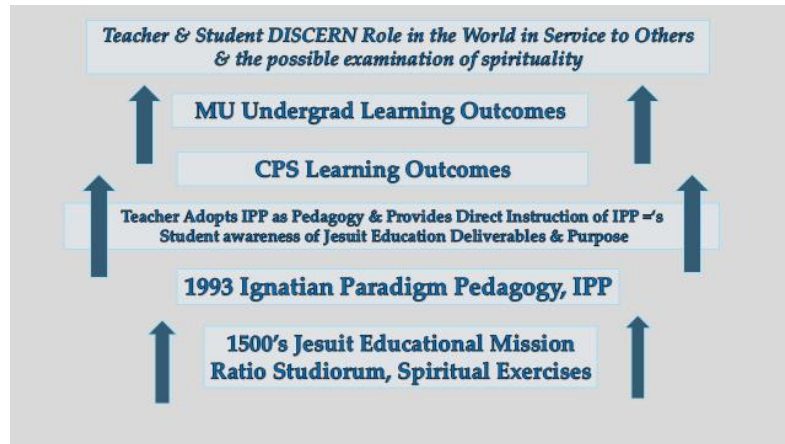 Teacher & Student DISCERN Role in the World in Service to Others
& the possible examination of spirituality
MU Undergrad Learning Outcomes
CPS Learning Outcomes
Teacher Adopts IPP as Pedagogy & Provides Direct Instruction of IPP ='s
Student awareness of Jesuit Education Deliverables & Purpose
1993 Ignatian Paradigm Pedagogy, IPP
1500's Jesuit Educational Mission
Ratio Studiorum, Spiritual Exercises